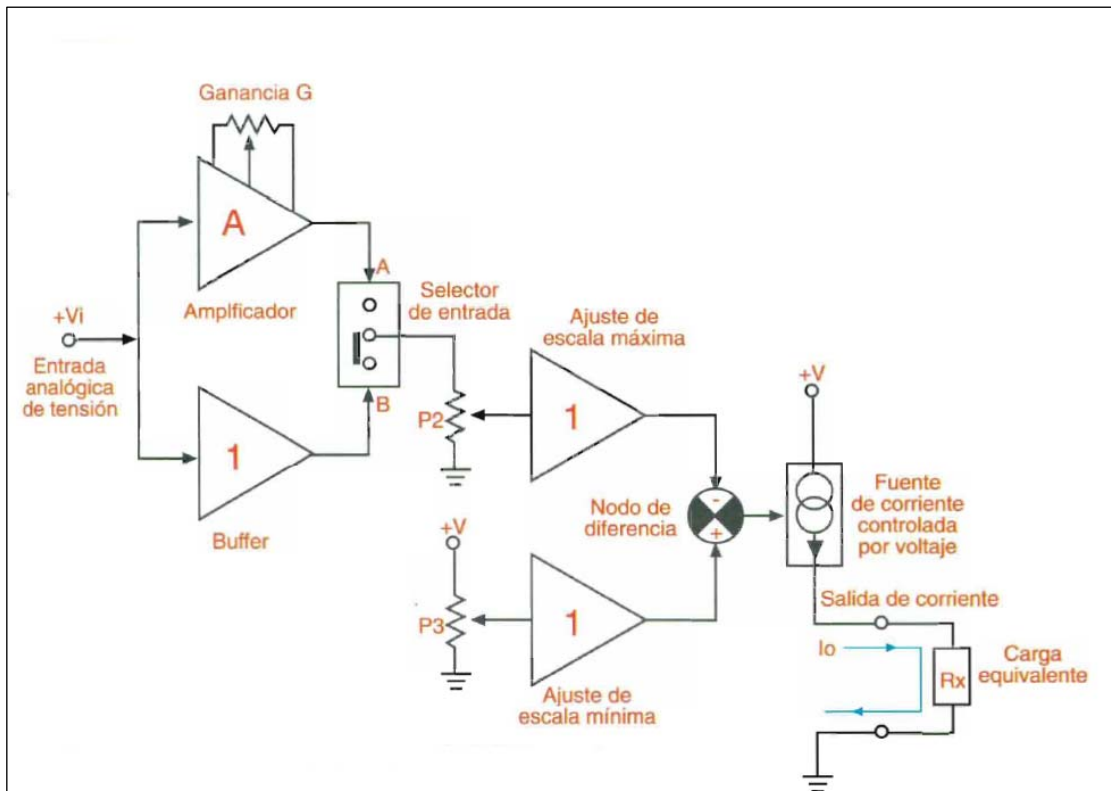 Ganancia G
A
Amplficador
A
Selector
de entrada
+Vi
Entrada
analógica
de tensión
B
1
Buffer
P2
Ajuste de
escala máxima
1
+V
Nodo de
diferencia
-
+
Fuente
de corriente
controlada
por voltaje
+V
P3
1
Ajuste de
escala mínima
Salida de corriente
Io
Rx
Carga
equivalente